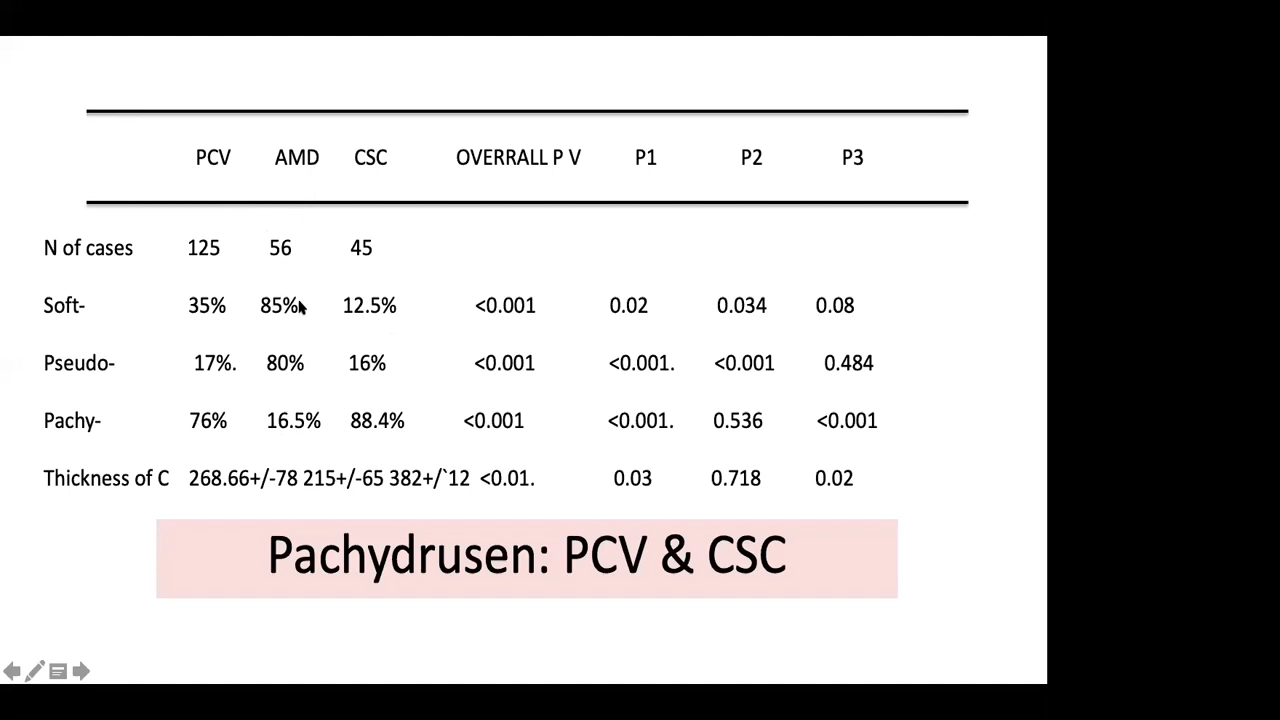 PCV AMD CSC OVERRALL P V P1 P2 P3
N of cases 125 56 45
Soft- 35% 85% 12.5% <0.001 0.02 0.034 0.08
Pseudo- 17%. 80% 16% <0.001 <0.001. <0.001 0.484
Pachy- 76% 16.5% 88.4% <0.001 <0.001. 0.536 <0.001
Thickness of C 268.66+/-78 215+/-65 382+/`12 <0.01. 0.03 0.718 0.02
Pachydrusen: PCV & CSC